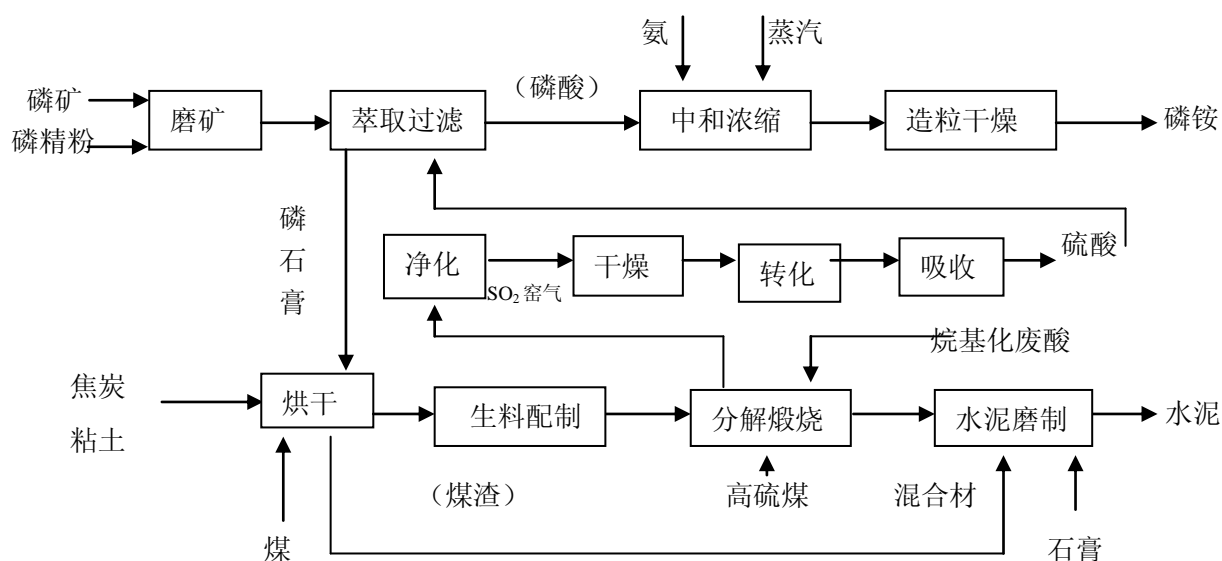 氨
蒸汽
磷矿
磷精粉
磨矿
萃取过滤
（磷酸）
中和浓缩
造粒干燥
磷铵
磷石膏
净化
SO₂窑气
干燥
转化
吸收
硫酸
烷基化废酸
焦炭
粘土
烘干
生料配制
分解煅烧
水泥磨制
水泥
（煤渣）
高硫煤
混合材
煤
石膏